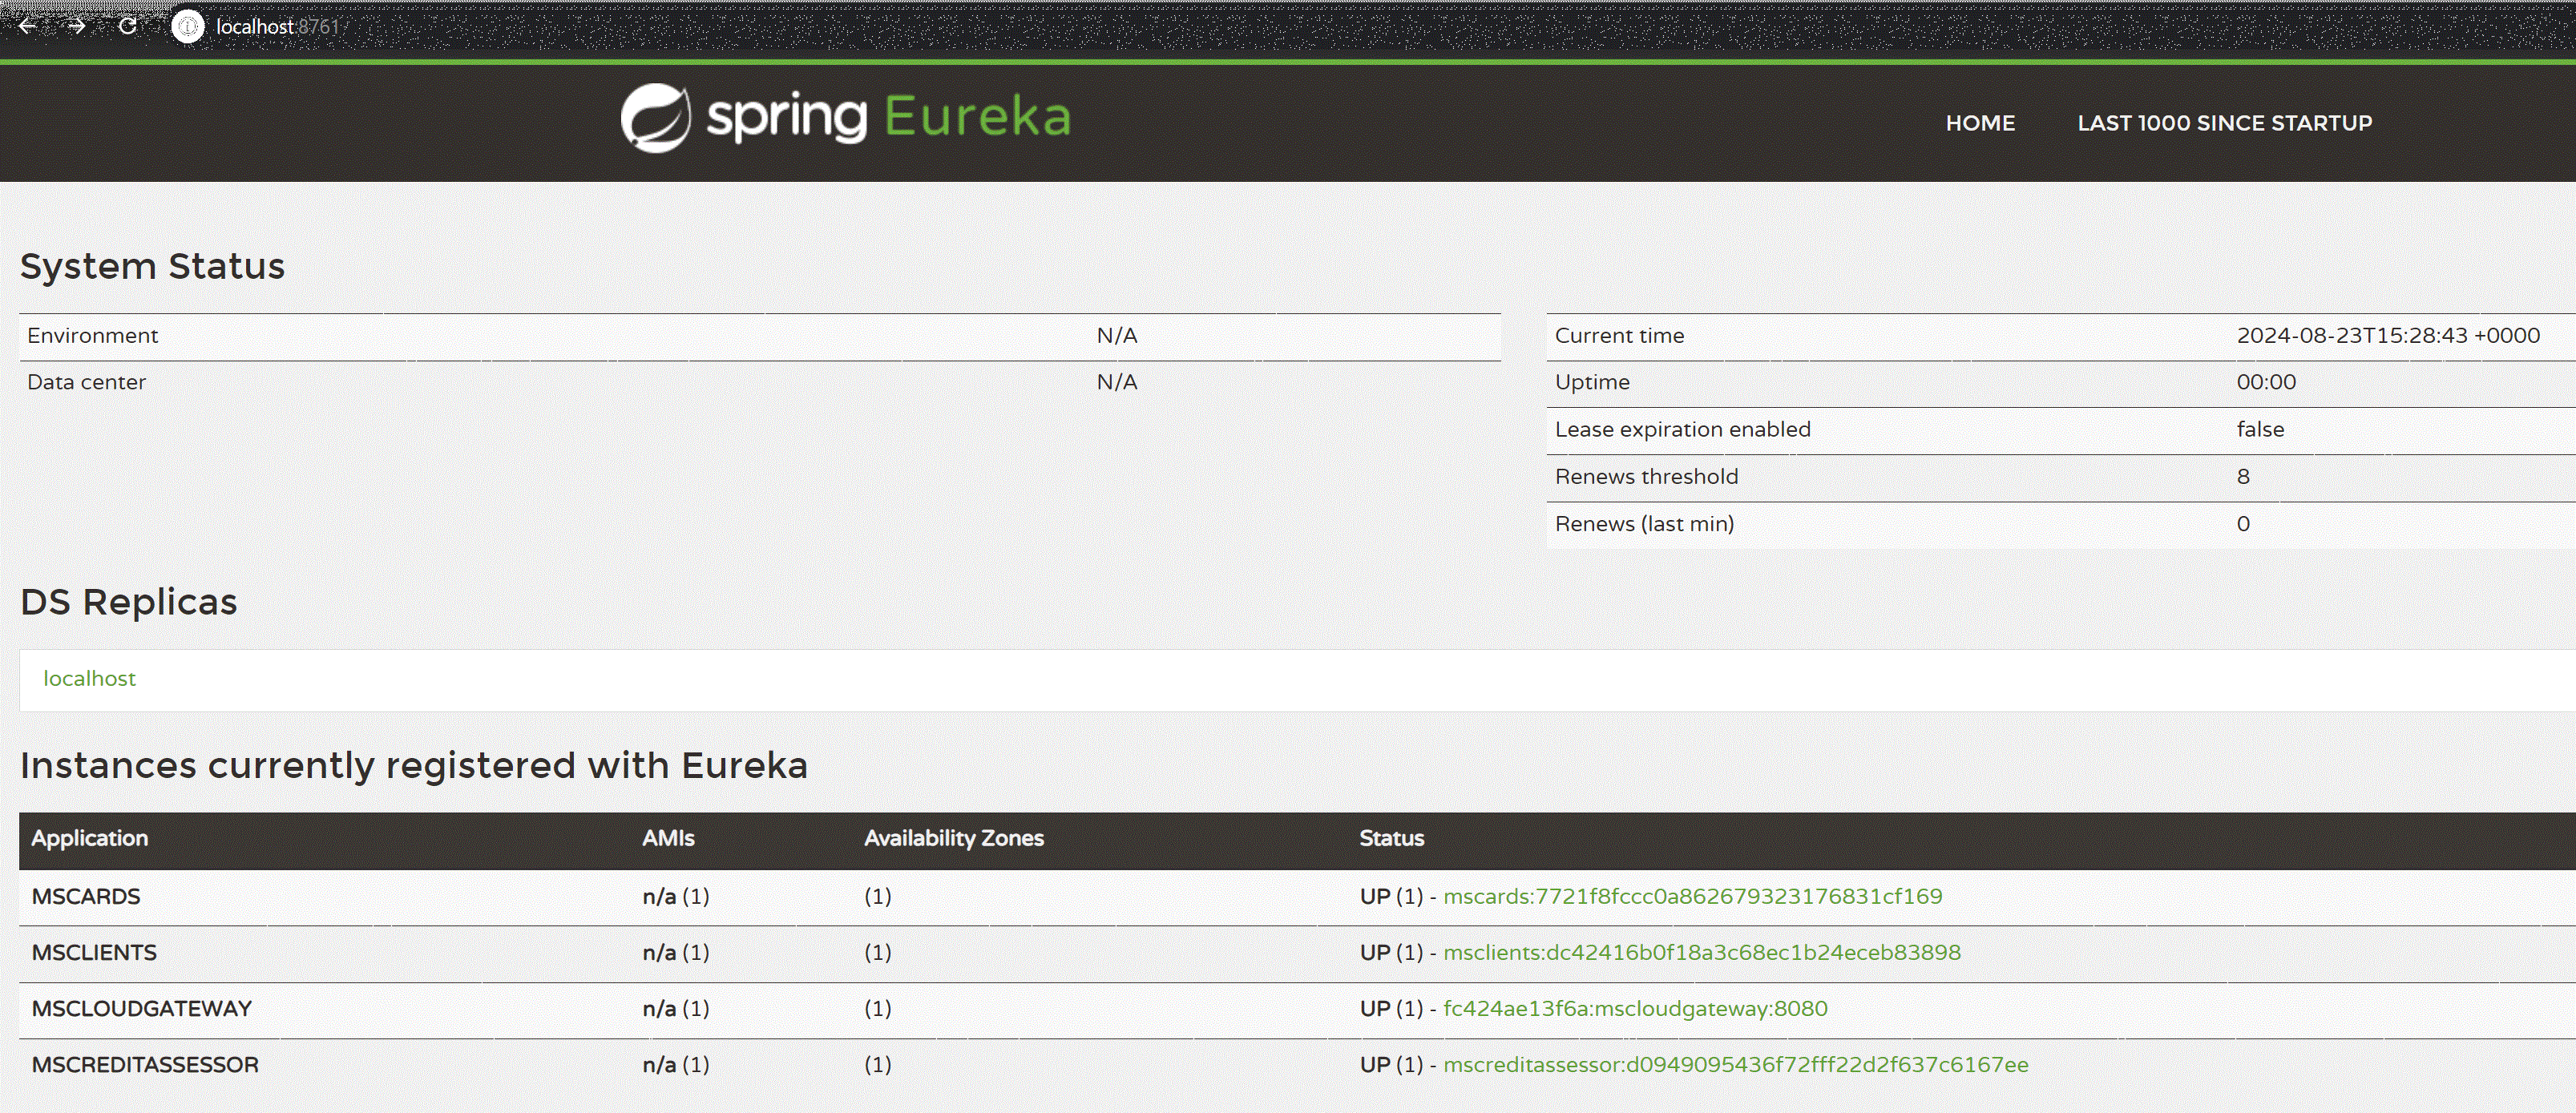 localhost:8761
spring Eureka
HOME LAST 1000 SINCE STARTUP
System Status
Environment N/A
Data center N/A
Current time 2024-08-23T15:28:43 +0000
Uptime 00:00
Lease expiration enabled false
Renews threshold 8
Renews (last min) 0
DS Replicas
localhost
Instances currently registered with Eureka
Application AMIs Availability Zones Status
MSCARDS n/a (1) (1) UP (1) - mscards:7721f8fccc0a862679323176831cf169
MSCLIENTS n/a (1) (1) UP (1) - msclients:dc42416b0f18a3c68ec1b24eceb83898
MSCLOUDGATEWAY n/a (1) (1) UP (1) - fc424ae13f6a:mscloudgateway:8080
MSCREDITASSESSOR n/a (1) (1) UP (1) - mscreditassessor:d0949095436f72fff22d2f637c6167ee